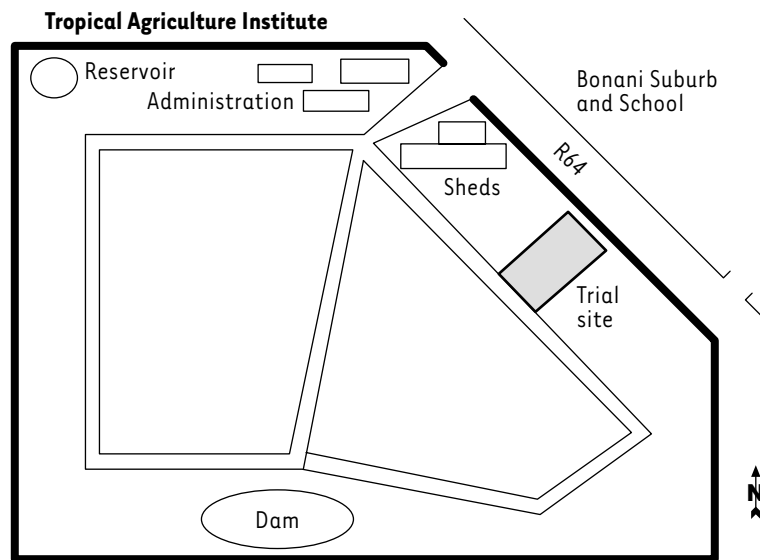 Tropical Agriculture Institute
Reservoir
Administration
Bonani Suburb
and School
R64
Sheds
Trial
site
Dam
N